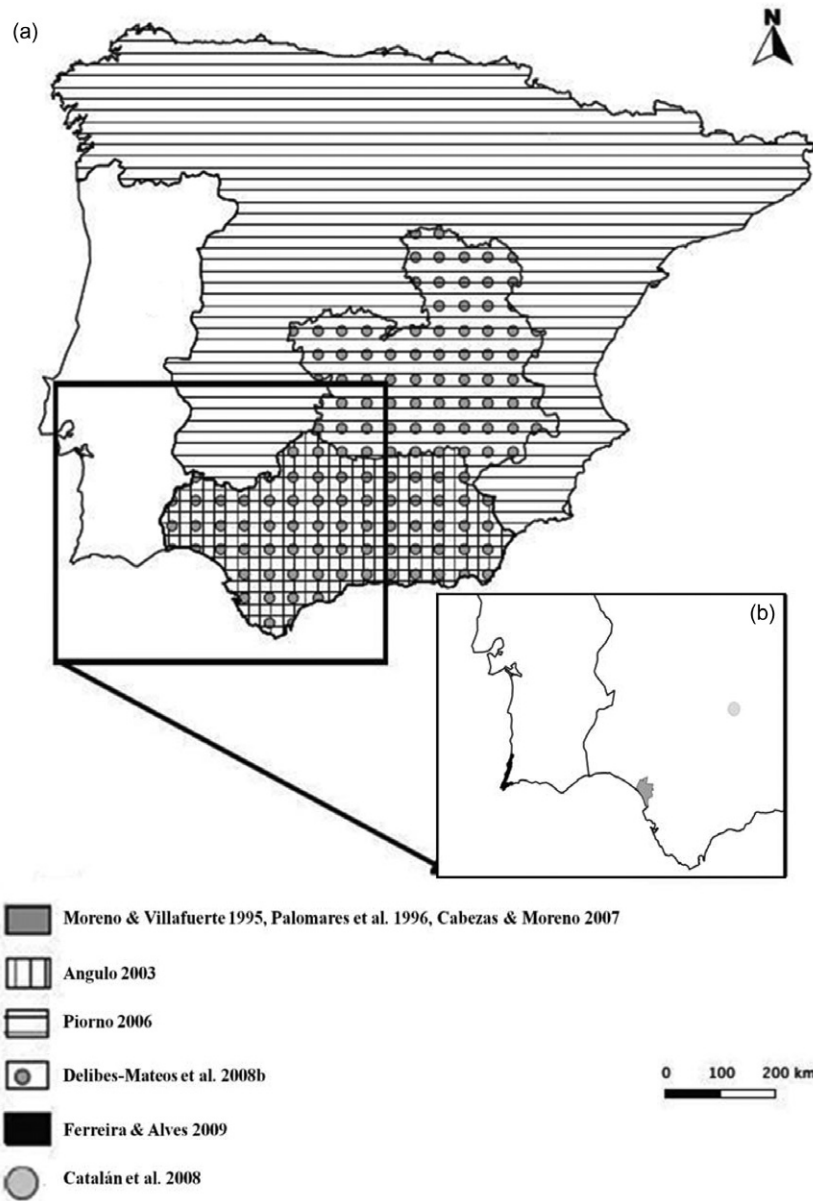 (a)
N
(b)
Moreno & Villafuerte 1995, Palomares et al. 1996, Cabezas & Moreno 2007
Angulo 2003
Piorno 2006
Delibes-Mateos et al. 2008b
0 100 200 km
Ferreira & Alves 2009
Catalán et al. 2008